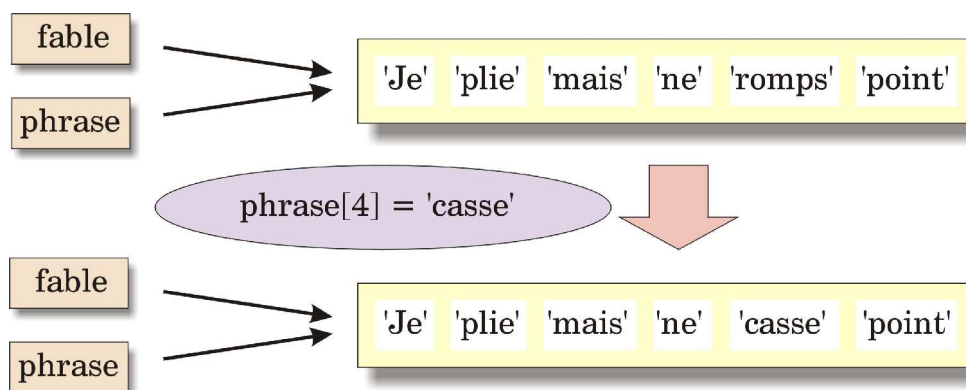 fable
phrase
'Je' 'plie' 'mais' 'ne' 'romps' 'point'
phrase[4] = 'casse'
fable
phrase
'Je' 'plie' 'mais' 'ne' 'casse' 'point'